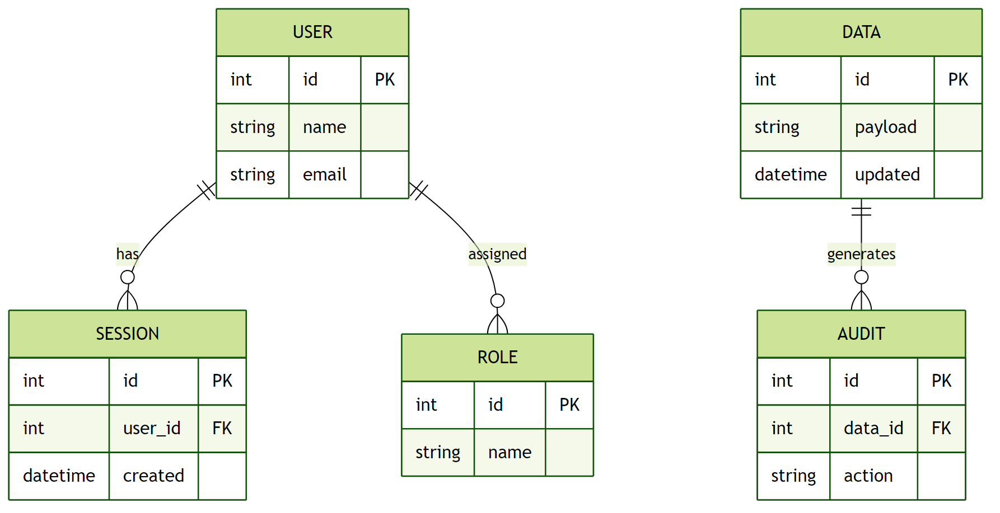 USER
int id PK
string name
string email
DATA
int id PK
string payload
datetime updated
has
assigned
generates
SESSION
int id PK
int user_id FK
datetime created
ROLE
int id PK
string name
AUDIT
int id PK
int data_id FK
string action